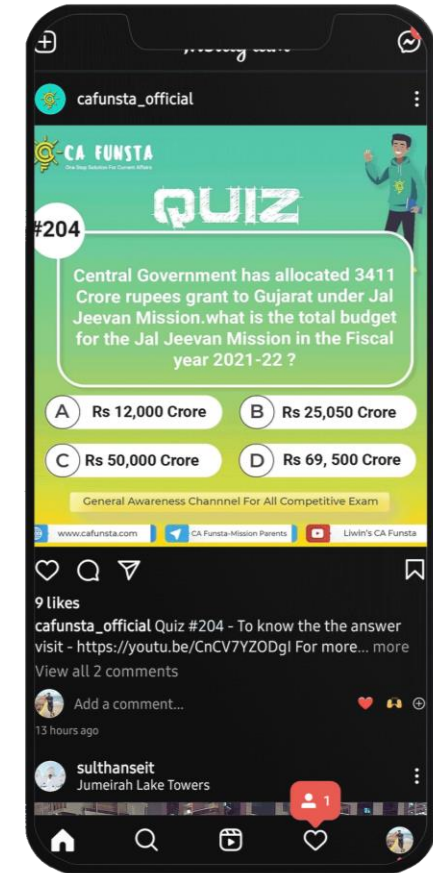 cafunsta_official
CA FUNSTA
One Stop Solution For Current Affairs
QUIZ
#204
Central Government has allocated 3411
Crore rupees grant to Gujarat under Jal
Jeevan Mission.what is the total budget
for the Jal Jeevan Mission in the Fiscal
year 2021-22 ?
A Rs 12,000 Crore
B Rs 25,050 Crore
C Rs 50,000 Crore
D Rs 69, 500 Crore
General Awareness Channnel For All Competitive Exam
www.cafunsta.com
CA Funsta-Mission Parents
Liwin's CA Funsta
9 likes
cafunsta_official Quiz #204 - To know the the answer
visit - https://youtu.be/CnCV7YZODgI For more... more
View all 2 comments
Add a comment...
13 hours ago
sulthanseit
Jumeirah Lake Towers
1